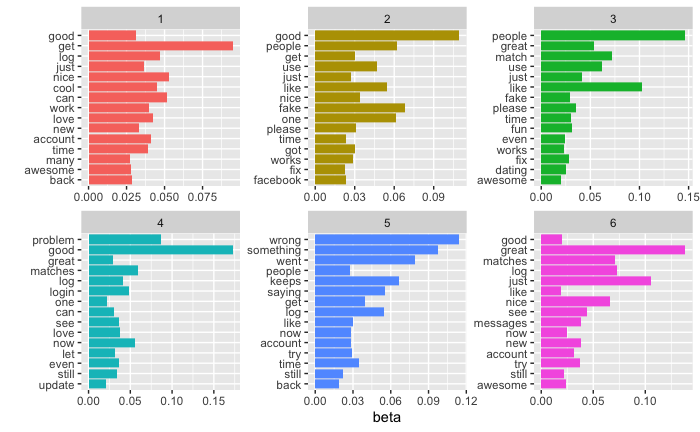 1
good
get
log
just
nice
cool
can
work
love
new
account
time
many
awesome
back
0.000 0.025 0.050 0.075
2
good
people
get
use
just
like
nice
fake
one
please
time
got
works
fix
facebook
0.00 0.03 0.06 0.09
3
people
great
match
use
just
like
fake
please
time
fun
even
works
fix
dating
awesome
0.00 0.05 0.10 0.15
4
problem
good
great
matches
log
login
one
can
see
love
now
let
even
still
update
0.00 0.05 0.10 0.15
5
wrong
something
went
people
keeps
saying
get
log
like
now
account
try
time
still
back
0.00 0.03 0.06 0.09 0.12
6
good
great
matches
log
just
like
nice
see
messages
now
new
account
try
still
awesome
0.00 0.05 0.10
beta